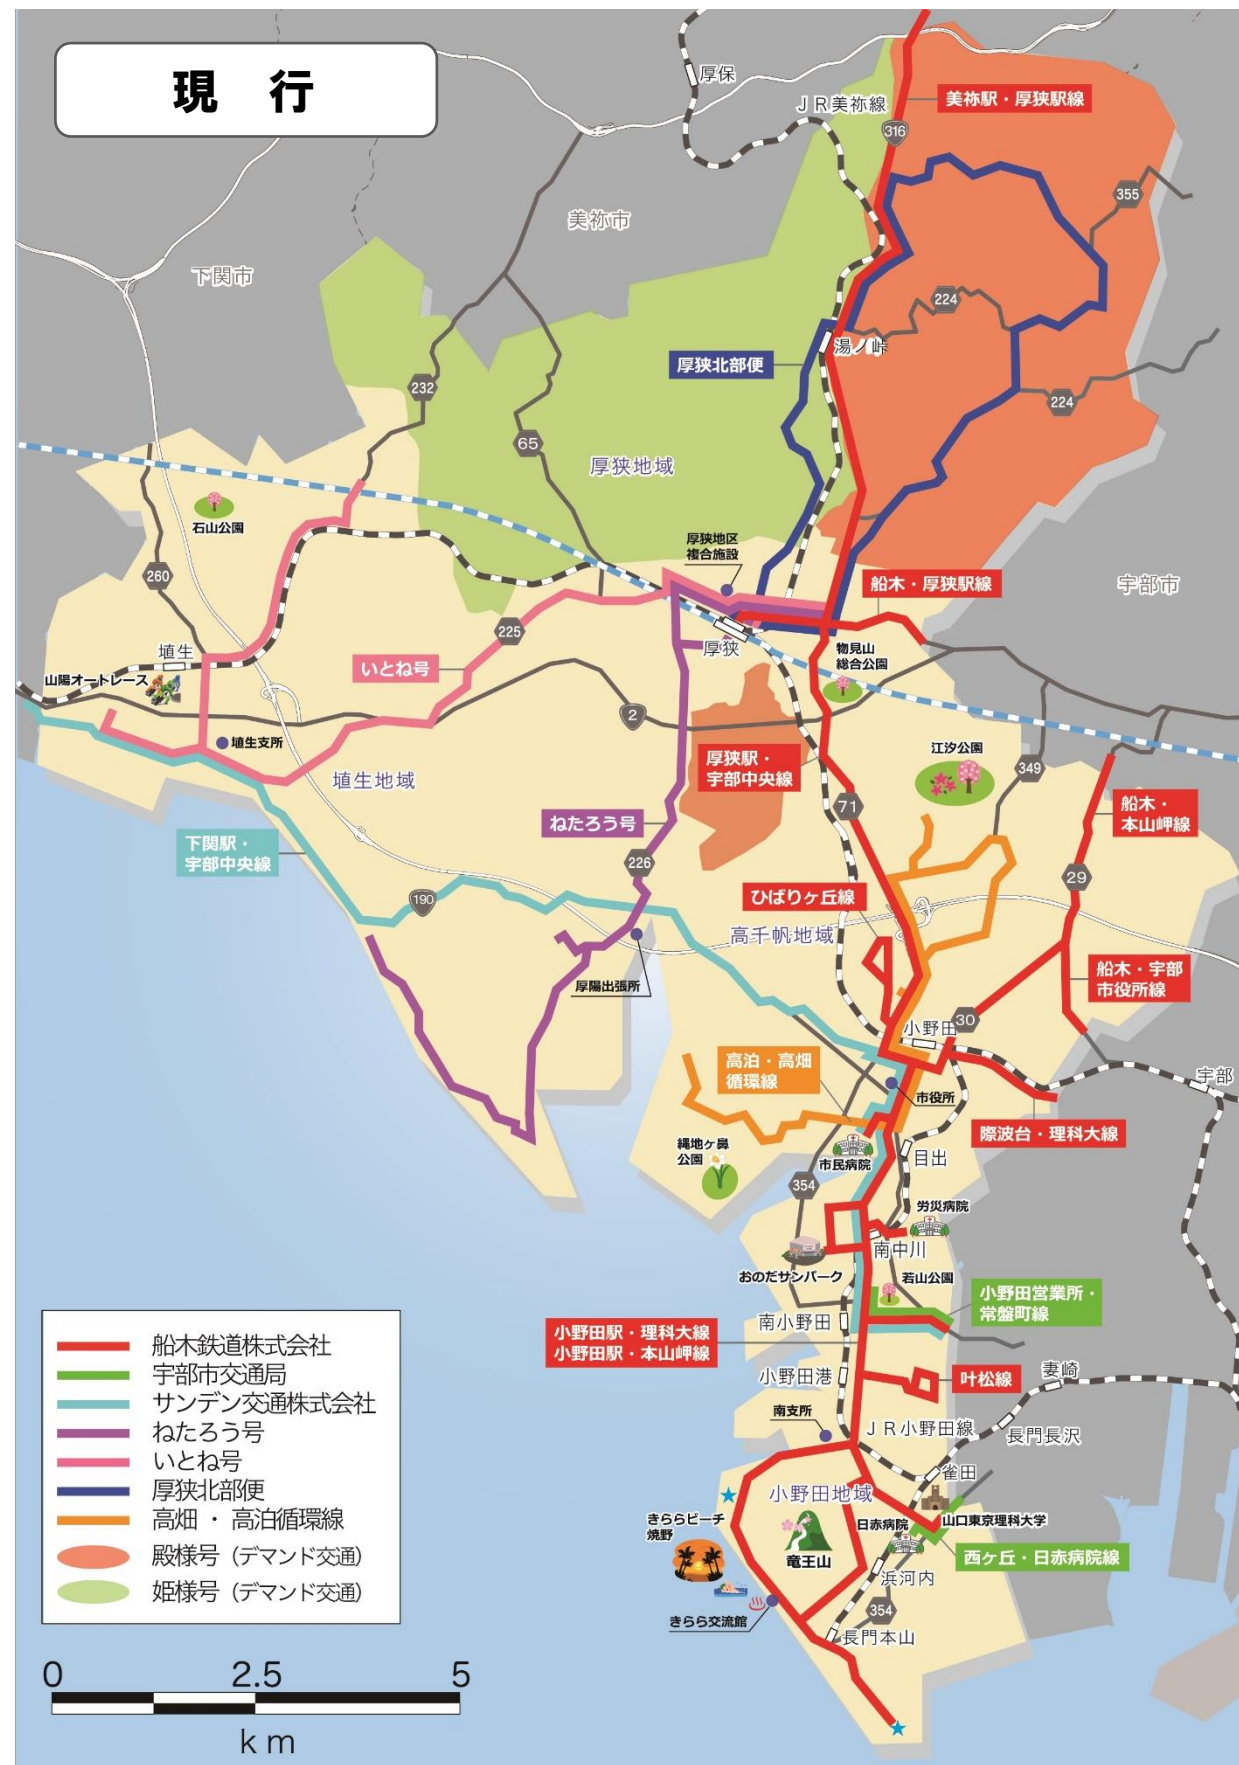 現　行
厚保
ＪＲ美祢線
美祢駅・厚狭駅線
316
355
美祢市
下関市
224
湯ノ峠
厚狭北部便
232
224
65
厚狭地域
石山公園
厚狭地区
複合施設
260
船木・厚狭駅線
宇部市
225
埴生
厚狭
物見山
総合公園
いとね号
山陽オートレース
2
埴生支所
江汐公園
厚狭駅・
宇部中央線
349
埴生地域
71
船木・
本山岬線
ねたろう号
下関駅・
宇部中央線
226
29
190
ひばりヶ丘線
高千帆地域
船木・宇部
市役所線
厚陽出張所
30
小野田
高泊・高畑
循環線
市役所
宇部
際波台・理科大線
縄地ヶ鼻
公園
市民病院
目出
354
労災病院
南中川
おのだサンパーク
若山公園
小野田営業所・
常盤町線
南小野田
小野田駅・理科大線
小野田駅・本山岬線
小野田港
叶松線
妻崎
南支所
ＪＲ小野田線
長門長沢
雀田
小野田地域
きららビーチ
焼野
日赤病院
山口東京理科大学
竜王山
西ケ丘・日赤病院線
浜河内
354
きらら交流館
長門本山
船木鉄道株式会社
宇部市交通局
サンデン交通株式会社
ねたろう号
いとね号
厚狭北部便
高畑 ・ 高泊循環線
殿様号（デマンド交通）
姫様号（デマンド交通）
0 2.5 5
ｋｍ